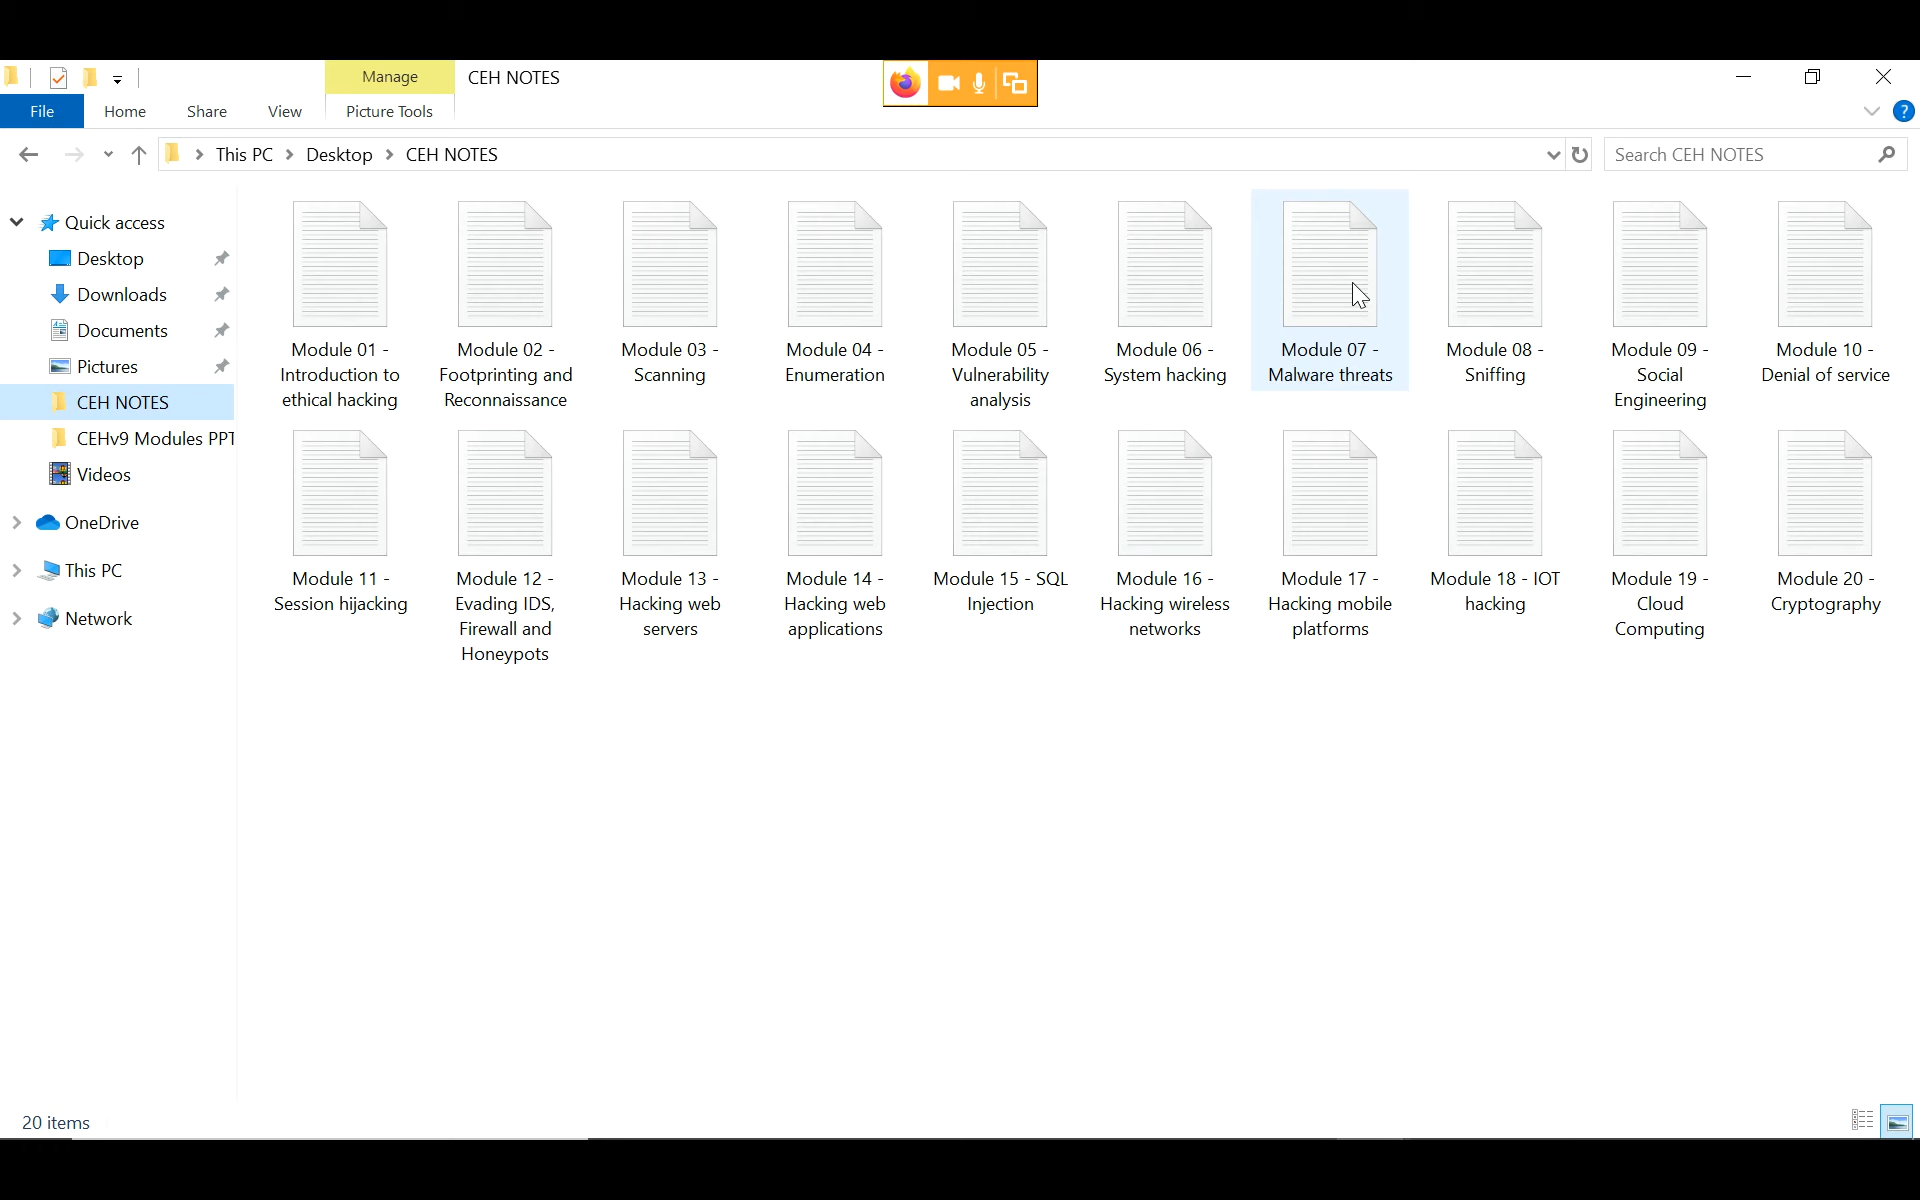 Manage
CEH NOTES
File
Home
Share
View
Picture Tools
?
This PC
Desktop
CEH NOTES
Search CEH NOTES
Quick access
Desktop
Downloads
Documents
Pictures
CEH NOTES
CEHv9 Modules PPT
Videos
OneDrive
This PC
Network
Module 01 -
Introduction to
ethical hacking
Module 02 -
Footprinting and
Reconnaissance
Module 03 -
Scanning
Module 04 -
Enumeration
Module 05 -
Vulnerability
analysis
Module 06 -
System hacking
Module 07 -
Malware threats
Module 08 -
Sniffing
Module 09 -
Social
Engineering
Module 10 -
Denial of service
Module 11 -
Session hijacking
Module 12 -
Evading IDS,
Firewall and
Honeypots
Module 13 -
Hacking web
servers
Module 14 -
Hacking web
applications
Module 15 - SQL
Injection
Module 16 -
Hacking wireless
networks
Module 17 -
Hacking mobile
platforms
Module 18 - IOT
hacking
Module 19 -
Cloud
Computing
Module 20 -
Cryptography
20 items